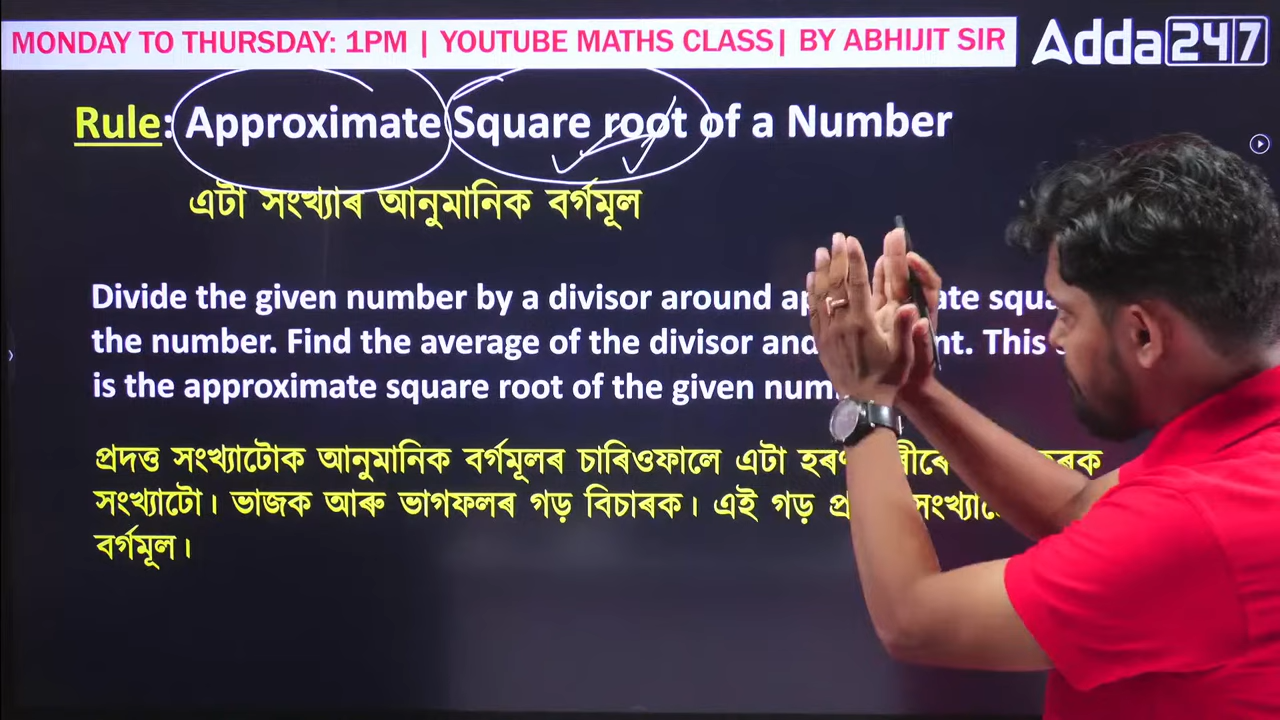 MONDAY TO THURSDAY: 1PM | YOUTUBE MATHS CLASS| BY ABHIJIT SIR
Adda247
Rule: Approximate Square root of a Number
এটা সংখ্যাৰ আনুমানিক বৰ্গমূল
Divide the given number by a divisor around
the number. Find the average of the divisor and This
is the approximate square root of the given
প্ৰদত্ত সংখ্যাটোক আনুমানিক বৰ্গমূলৰ চাৰিওফালে এটা
সংখ্যাটো। ভাজক আৰু ভাগফলৰ গড় বিচাৰক। এই গড়
বৰ্গমূল।